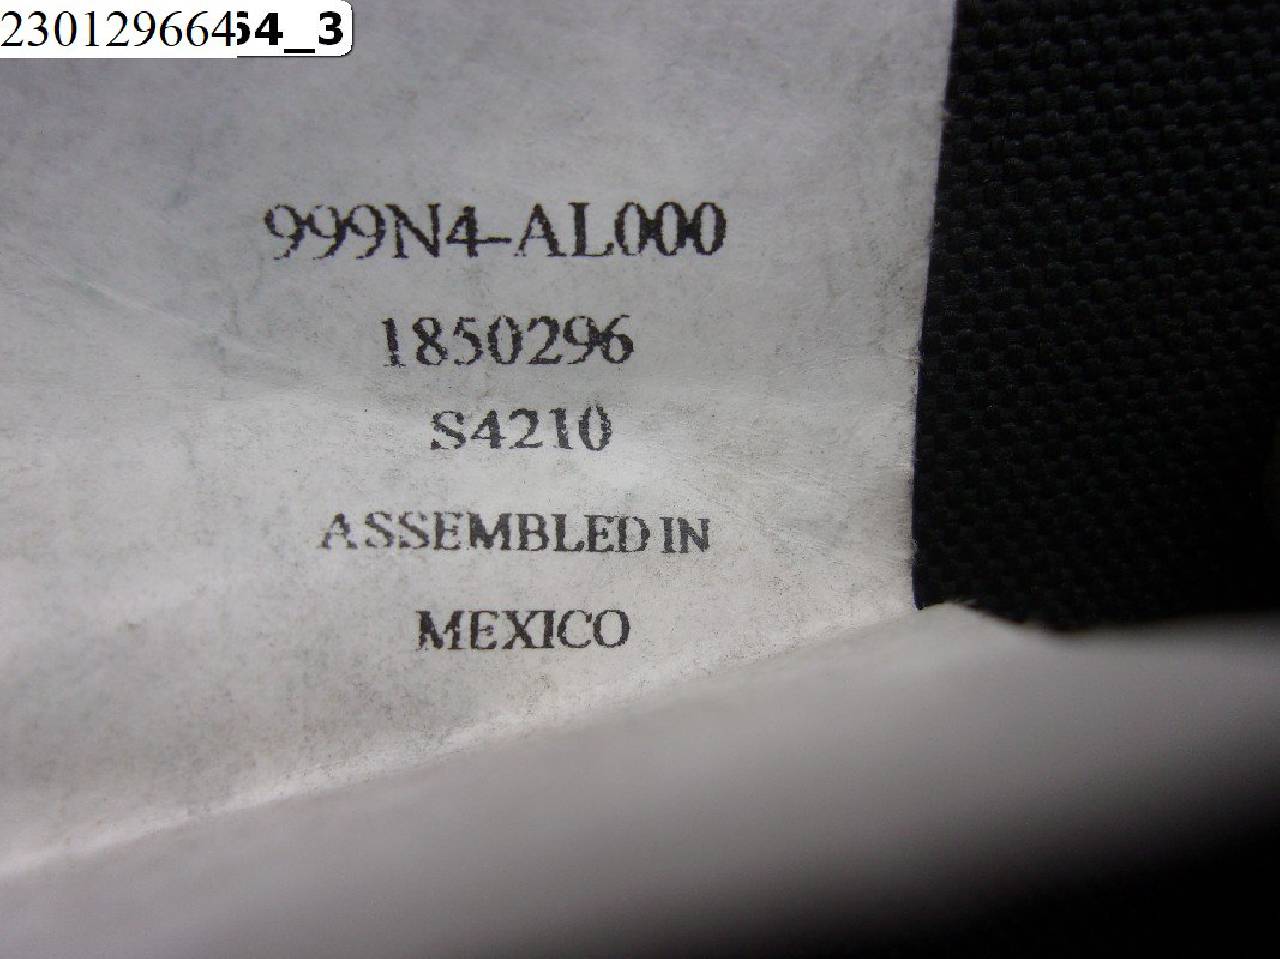 23012966454_3
999N4-AL000
1850296
S4210
ASSEMBLED IN
MEXICO